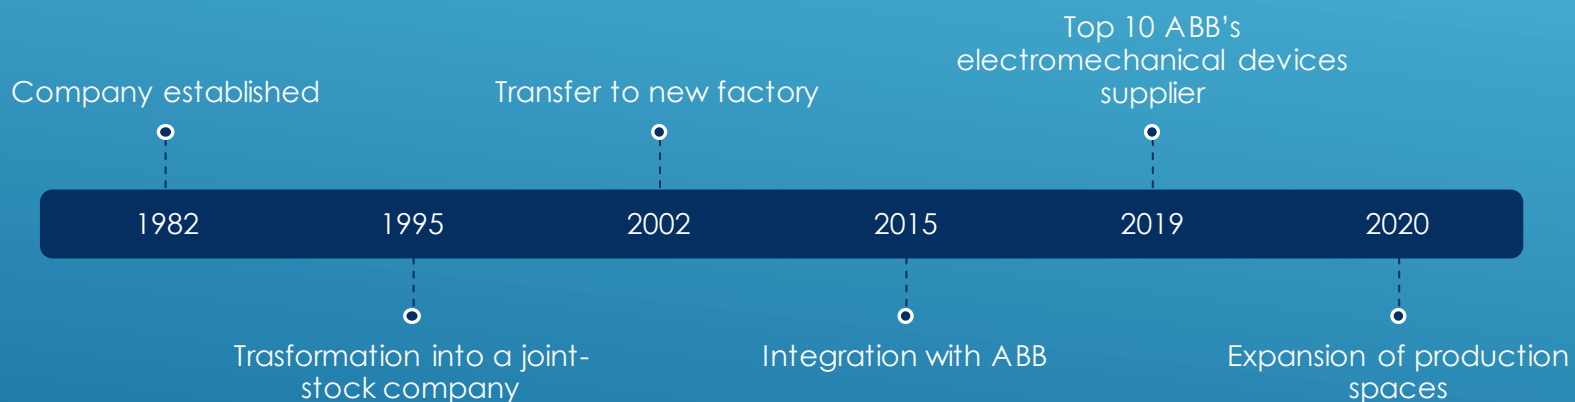 Top 10 ABB’s
electromechanical devices
supplier
Company established
Transfer to new factory
1982
1995
2002
2015
2019
2020
Trasformation into a joint-
stock company
Integration with ABB
Expansion of production
spaces